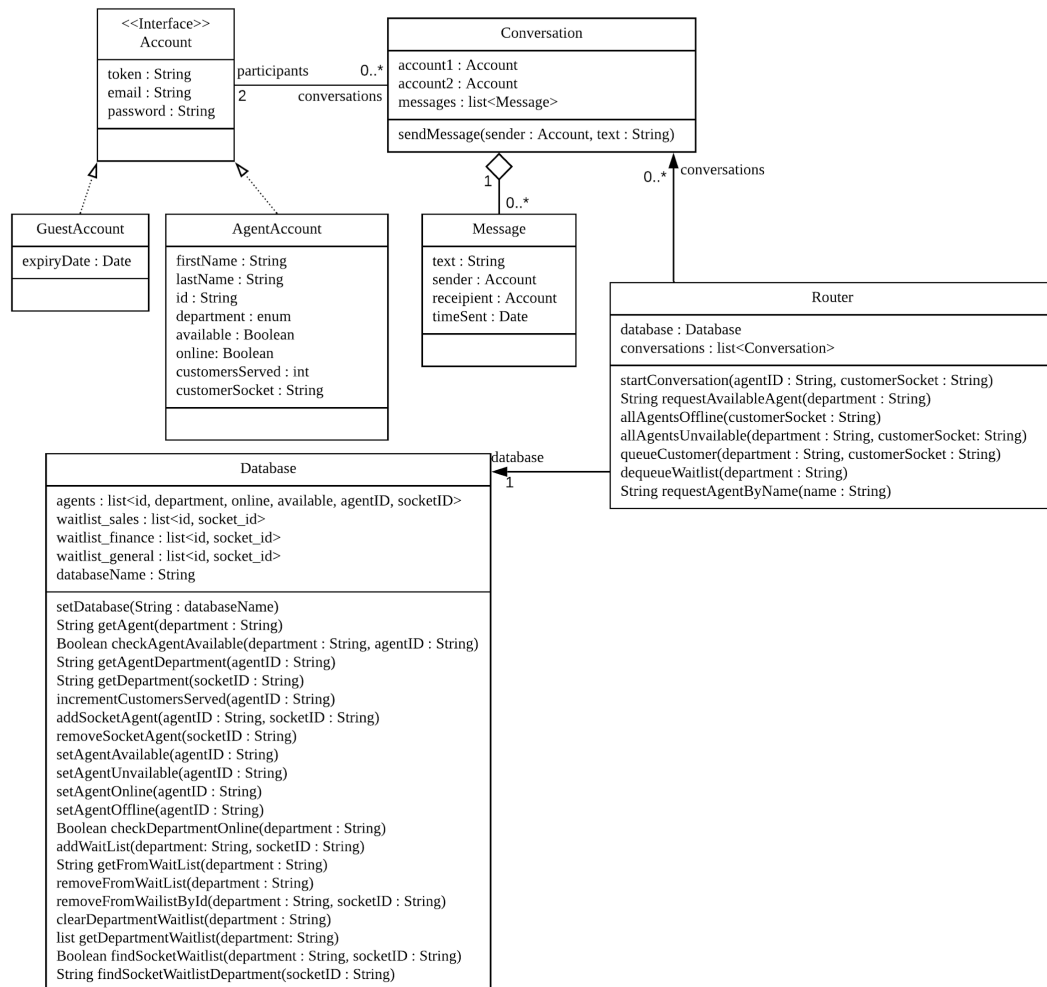 <<Interface>>
Account
token : String
email : String
password : String
participants
2
0..*
conversations
Conversation
account1 : Account
account2 : Account
messages : list<Message>
sendMessage(sender : Account, text : String)
1
0..*
0..*
conversations
GuestAccount
expiryDate : Date
AgentAccount
firstName : String
lastName : String
id : String
department : enum
available : Boolean
online: Boolean
customersServed : int
customerSocket : String
Message
text : String
sender : Account
receipient : Account
timeSent : Date
Router
database : Database
conversations : list<Conversation>
startConversation(agentID : String, customerSocket : String)
String requestAvailableAgent(department : String)
allAgentsOffline(customerSocket : String)
allAgentsUnvailable(department : String, customerSocket: String)
queueCustomer(department : String, customerSocket : String)
dequeueWaitlist(department : String)
String requestAgentByName(name : String)
database
1
Database
agents : list<id, department, online, available, agentID, socketID>
waitlist_sales : list<id, socket_id>
waitlist_finance : list<id, socket_id>
waitlist_general : list<id, socket_id>
databaseName : String
setDatabase(String : databaseName)
String getAgent(department : String)
Boolean checkAgentAvailable(department : String, agentID : String)
String getAgentDepartment(agentID : String)
String getDepartment(socketID : String)
incrementCustomersServed(agentID : String)
addSocketAgent(agentID : String, socketID : String)
removeSocketAgent(socketID : String)
setAgentAvailable(agentID : String)
setAgentUnvailable(agentID : String)
setAgentOnline(agentID : String)
setAgentOffline(agentID : String)
Boolean checkDepartmentOnline(department : String)
addWaitList(department: String, socketID : String)
String getFromWaitList(department : String)
removeFromWaitList(department : String)
removeFromWailistById(department : String, socketID : String)
clearDepartmentWaitlist(department : String)
list getDepartmentWaitlist(department: String)
Boolean findSocketWaitlist(department : String, socketID : String)
String findSocketWaitlistDepartment(socketID : String)